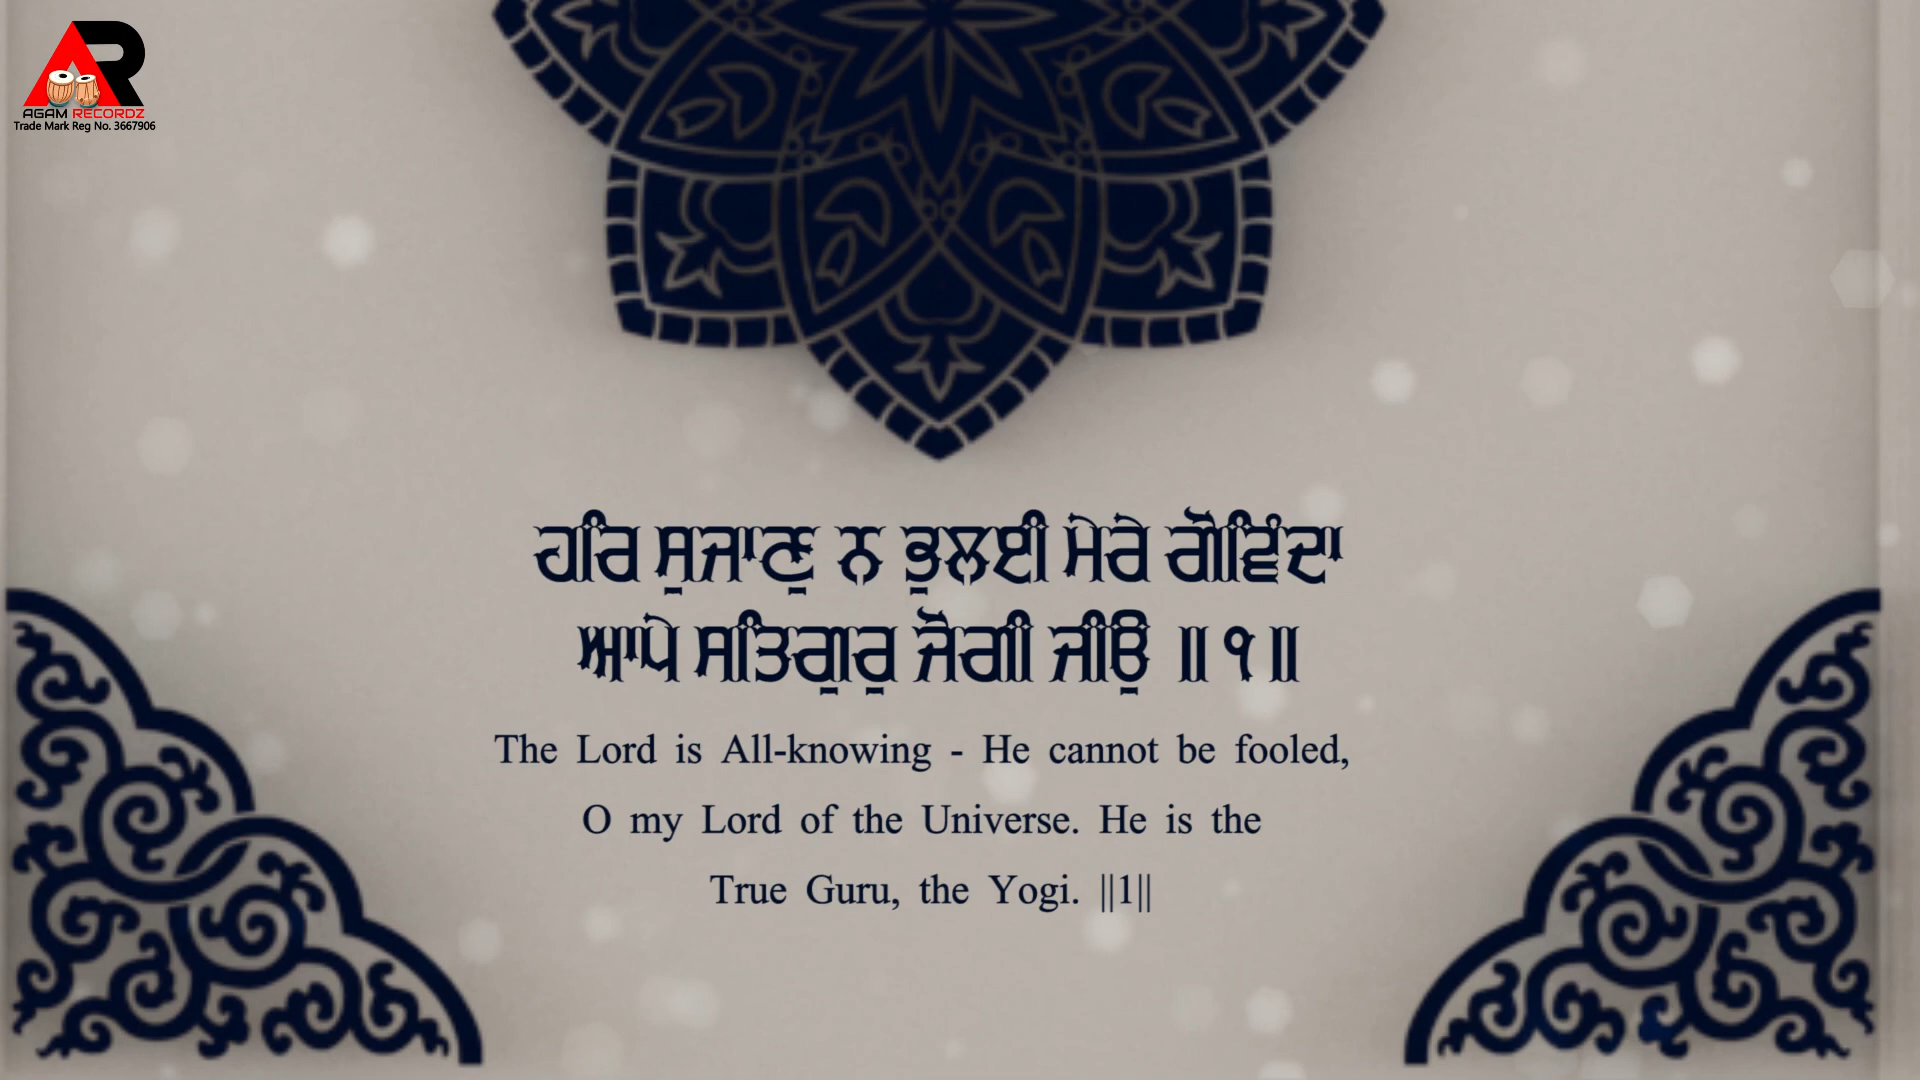 AGAM RECORDZ
Trade Mark Reg No. 3667906
ਹਰਿ ਸੁਜਾਣੁ ਨ ਭੁਲਈ ਮੇਰੇ ਗੋਵਿੰਦਾ
ਆਪੇ ਸਤਿਗੁਰੁ ਜੋਗੀ ਜੀਉ ॥੧॥
The Lord is All-knowing - He cannot be fooled,
O my Lord of the Universe. He is the
True Guru, the Yogi. ||1||